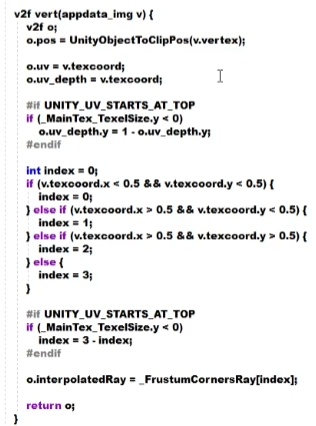 v2f vert(appdata_img v) {
v2f o;
o.pos = UnityObjectToClipPos(v.vertex);
o.uv = v.texcoord;
o.uv_depth = v.texcoord;
#if UNITY_UV_STARTS_AT_TOP
if (_MainTex_TexelSize.y < 0)
o.uv_depth.y = 1 - o.uv_depth.y;
#endif
int index = 0;
if (v.texcoord.x < 0.5 && v.texcoord.y < 0.5) {
index = 0;
} else if (v.texcoord.x > 0.5 && v.texcoord.y < 0.5) {
index = 1;
} else if (v.texcoord.x > 0.5 && v.texcoord.y > 0.5) {
index = 2;
} else {
index = 3;
}
#if UNITY_UV_STARTS_AT_TOP
if (_MainTex_TexelSize.y < 0)
index = 3 - index;
#endif
o.interpolatedRay = _FrustumCornersRay[index];
return o;
}